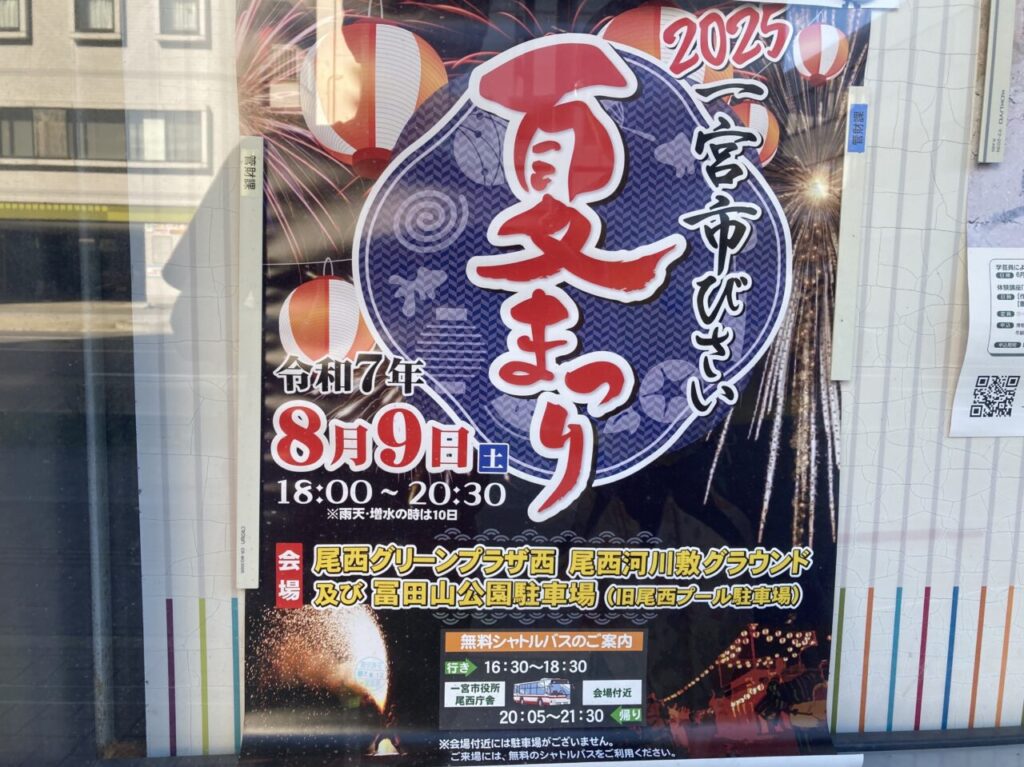 2025
一宮市びさい
夏まつり
令和7年
8月9日 土
18:00～20:30
※雨天・増水の時は10日
会場
尾西グリーンプラザ西 尾西河川敷グラウンド
及び 冨田山公園駐車場（旧尾西プール駐車場）
無料シャトルバスのご案内
行き 16:30～18:30
一宮市役所
尾西庁舎
会場付近
20:05～21:30 帰り
※会場付近には駐車場がございません。
ご来場には、無料のシャトルバスをご利用ください。
管財課